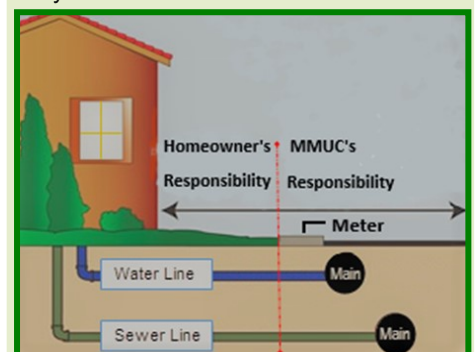 Homeowner's MMUC's
Responsibility Responsibility
Meter
Water Line Main
Sewer Line Main